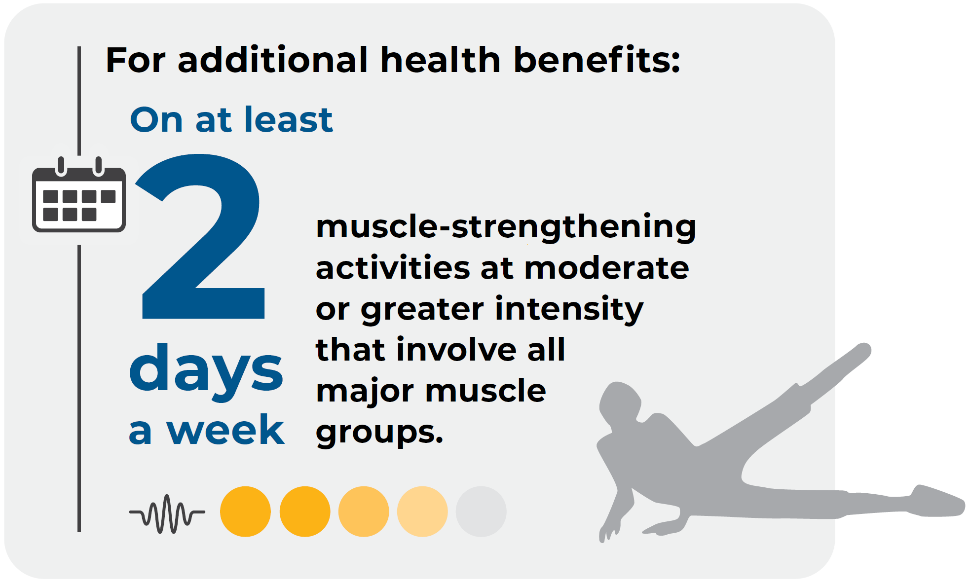 For additional health benefits:
On at least
2
days
a week
muscle-strengthening
activities at moderate
or greater intensity
that involve all
major muscle
groups.